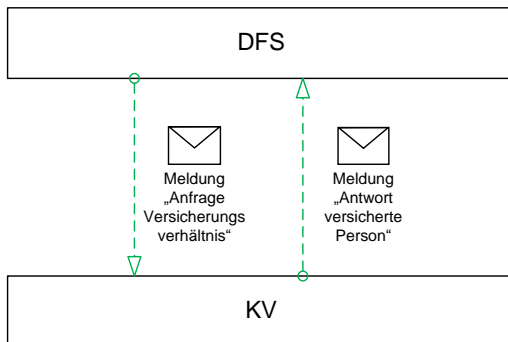 DFS
Meldung
„Anfrage
Versicherungs
verhältnis“
Meldung
„Antwort
versicherte
Person“
KV